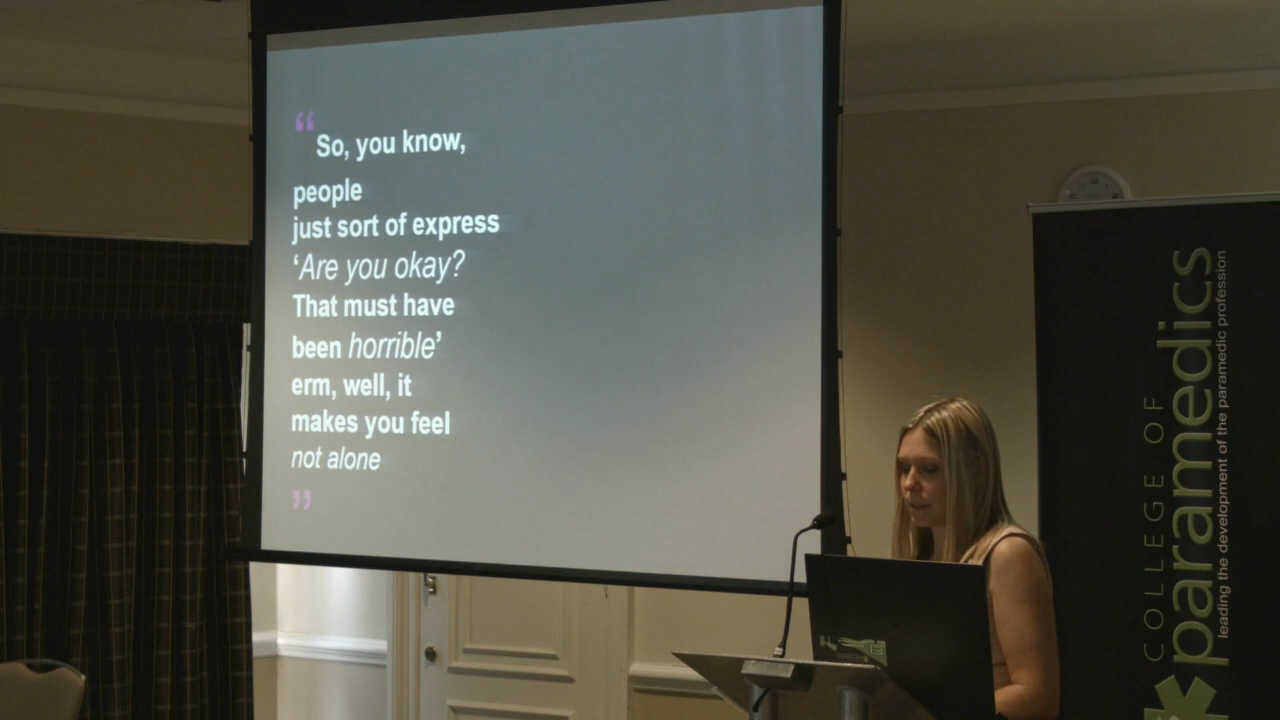 “
So, you know,
people
just sort of express
‘Are you okay?
That must have
been horrible’
erm, well, it
makes you feel
not alone
”
COLLEGE OF
paramedics
leading the development of the paramedic profession